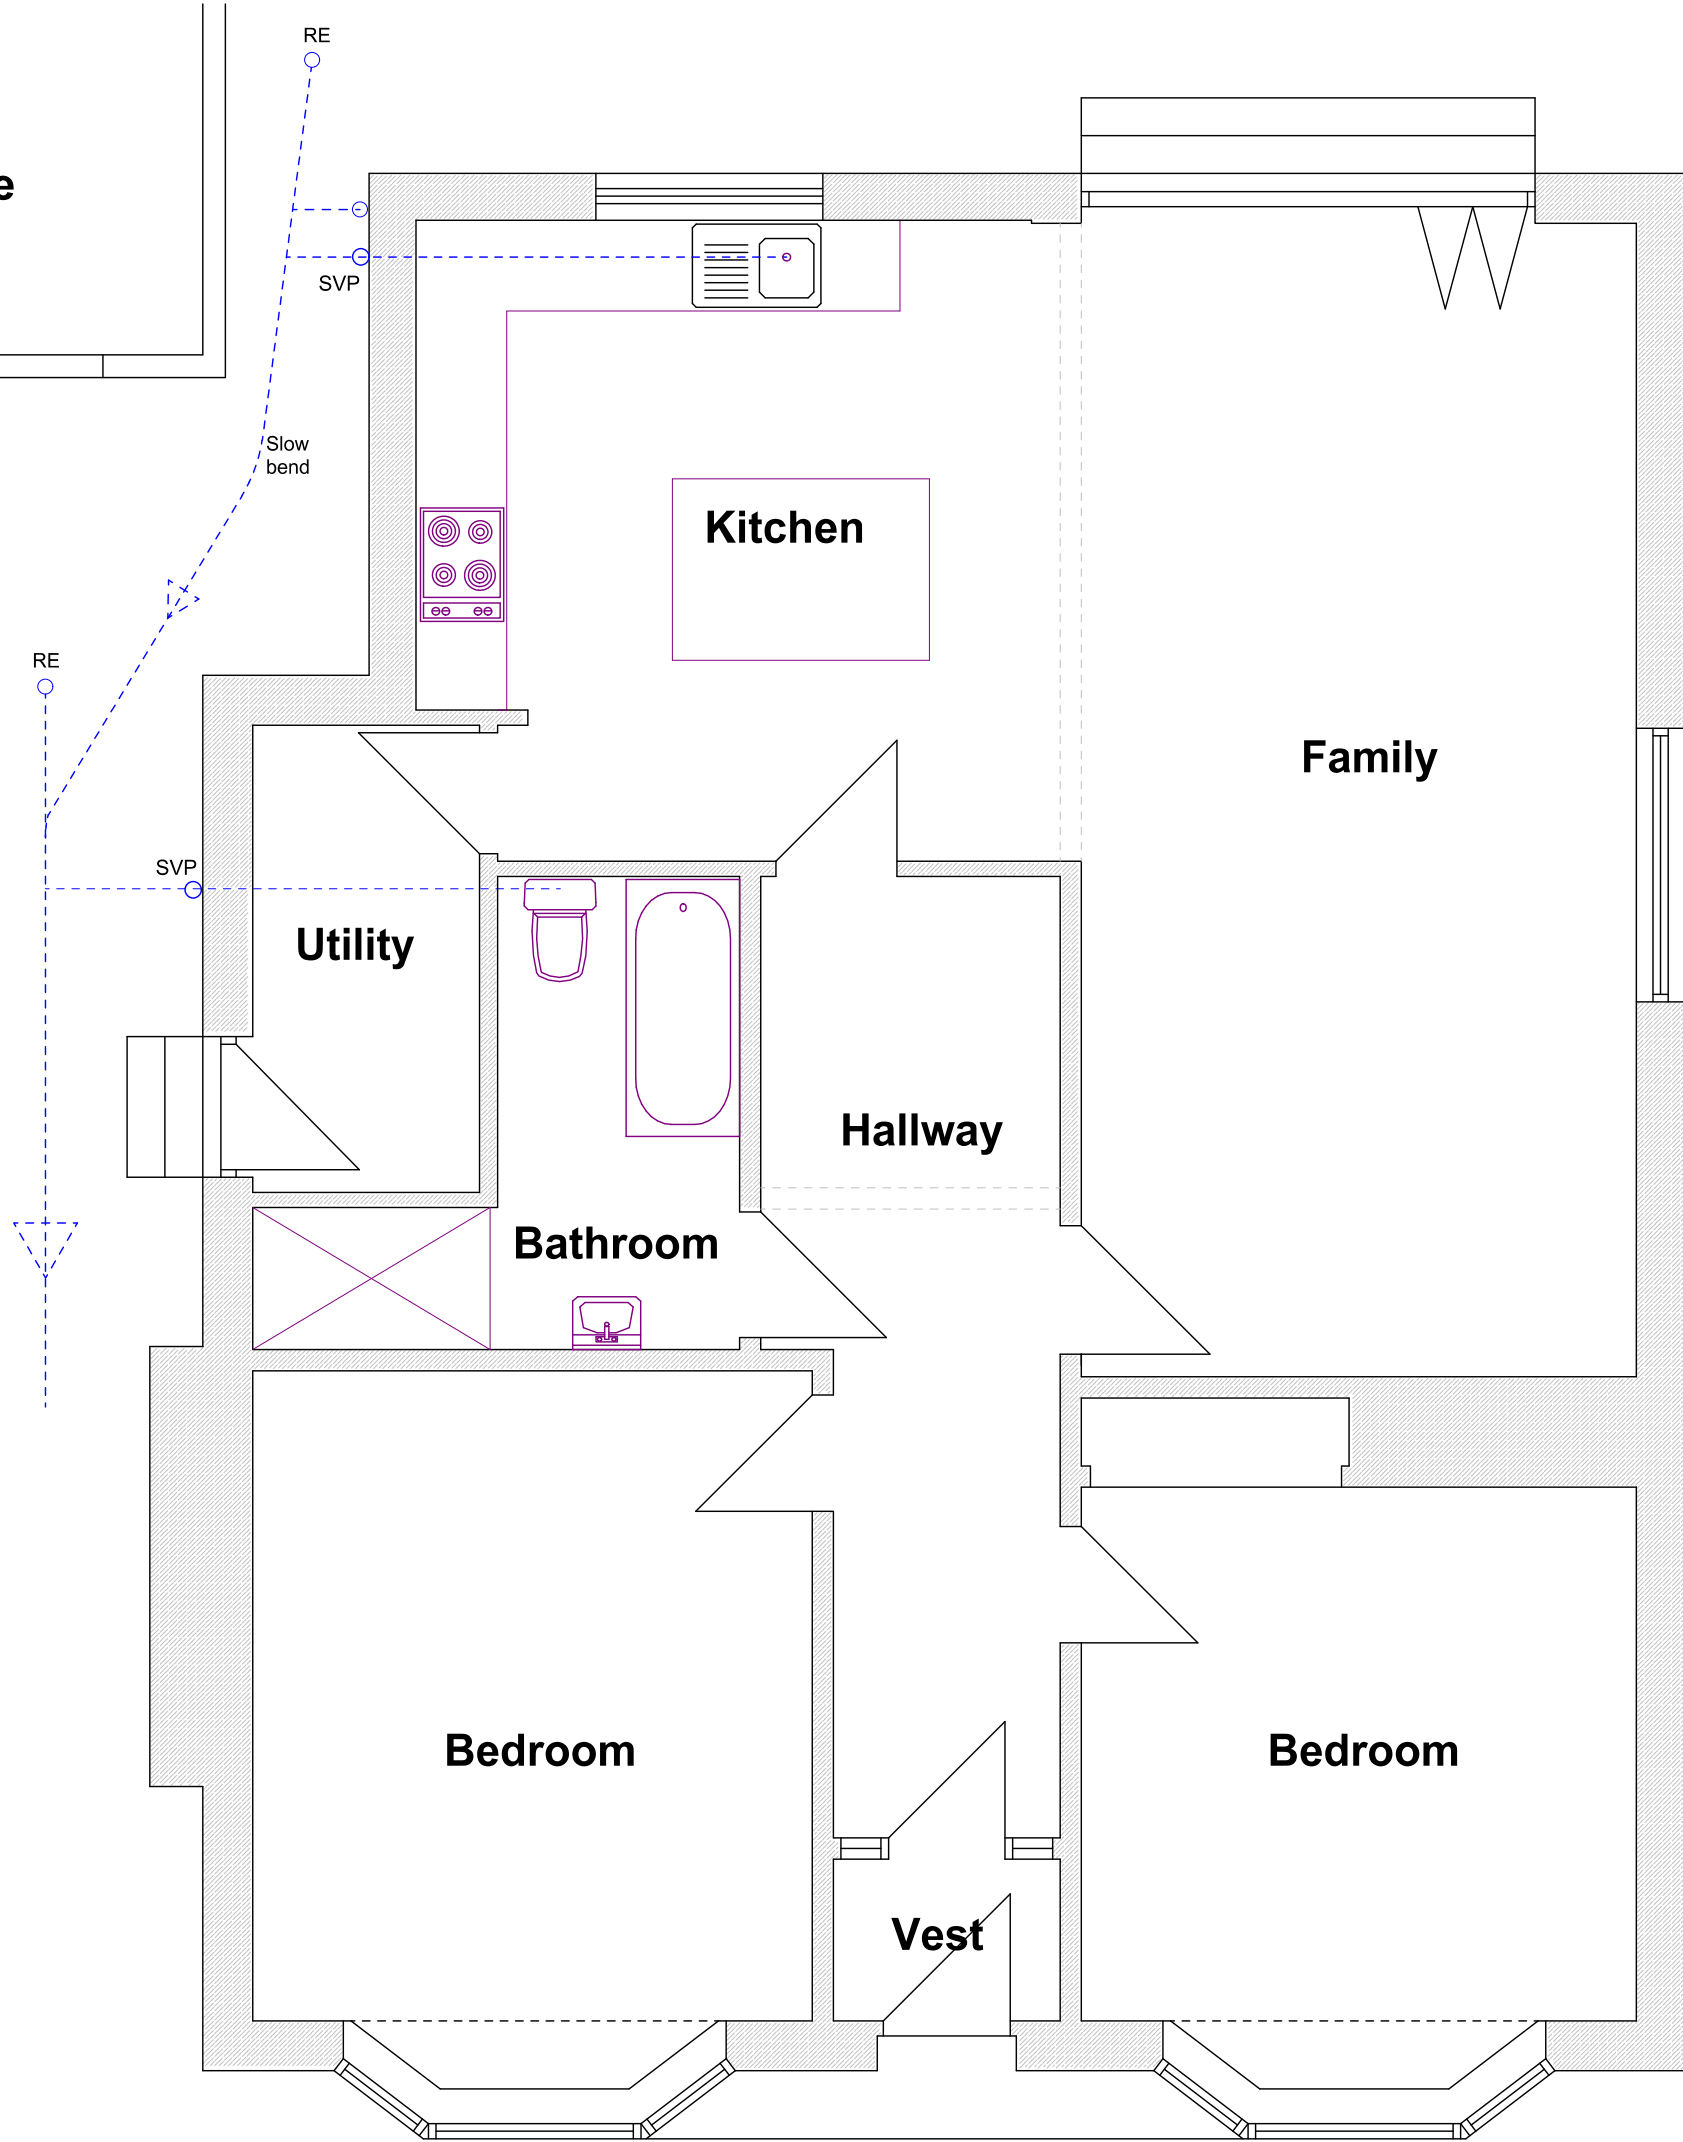 RE
e
SVP
Slow
bend
Kitchen
RE
Family
SVP
Utility
Hallway
Bathroom
Bedroom
Bedroom
Vest